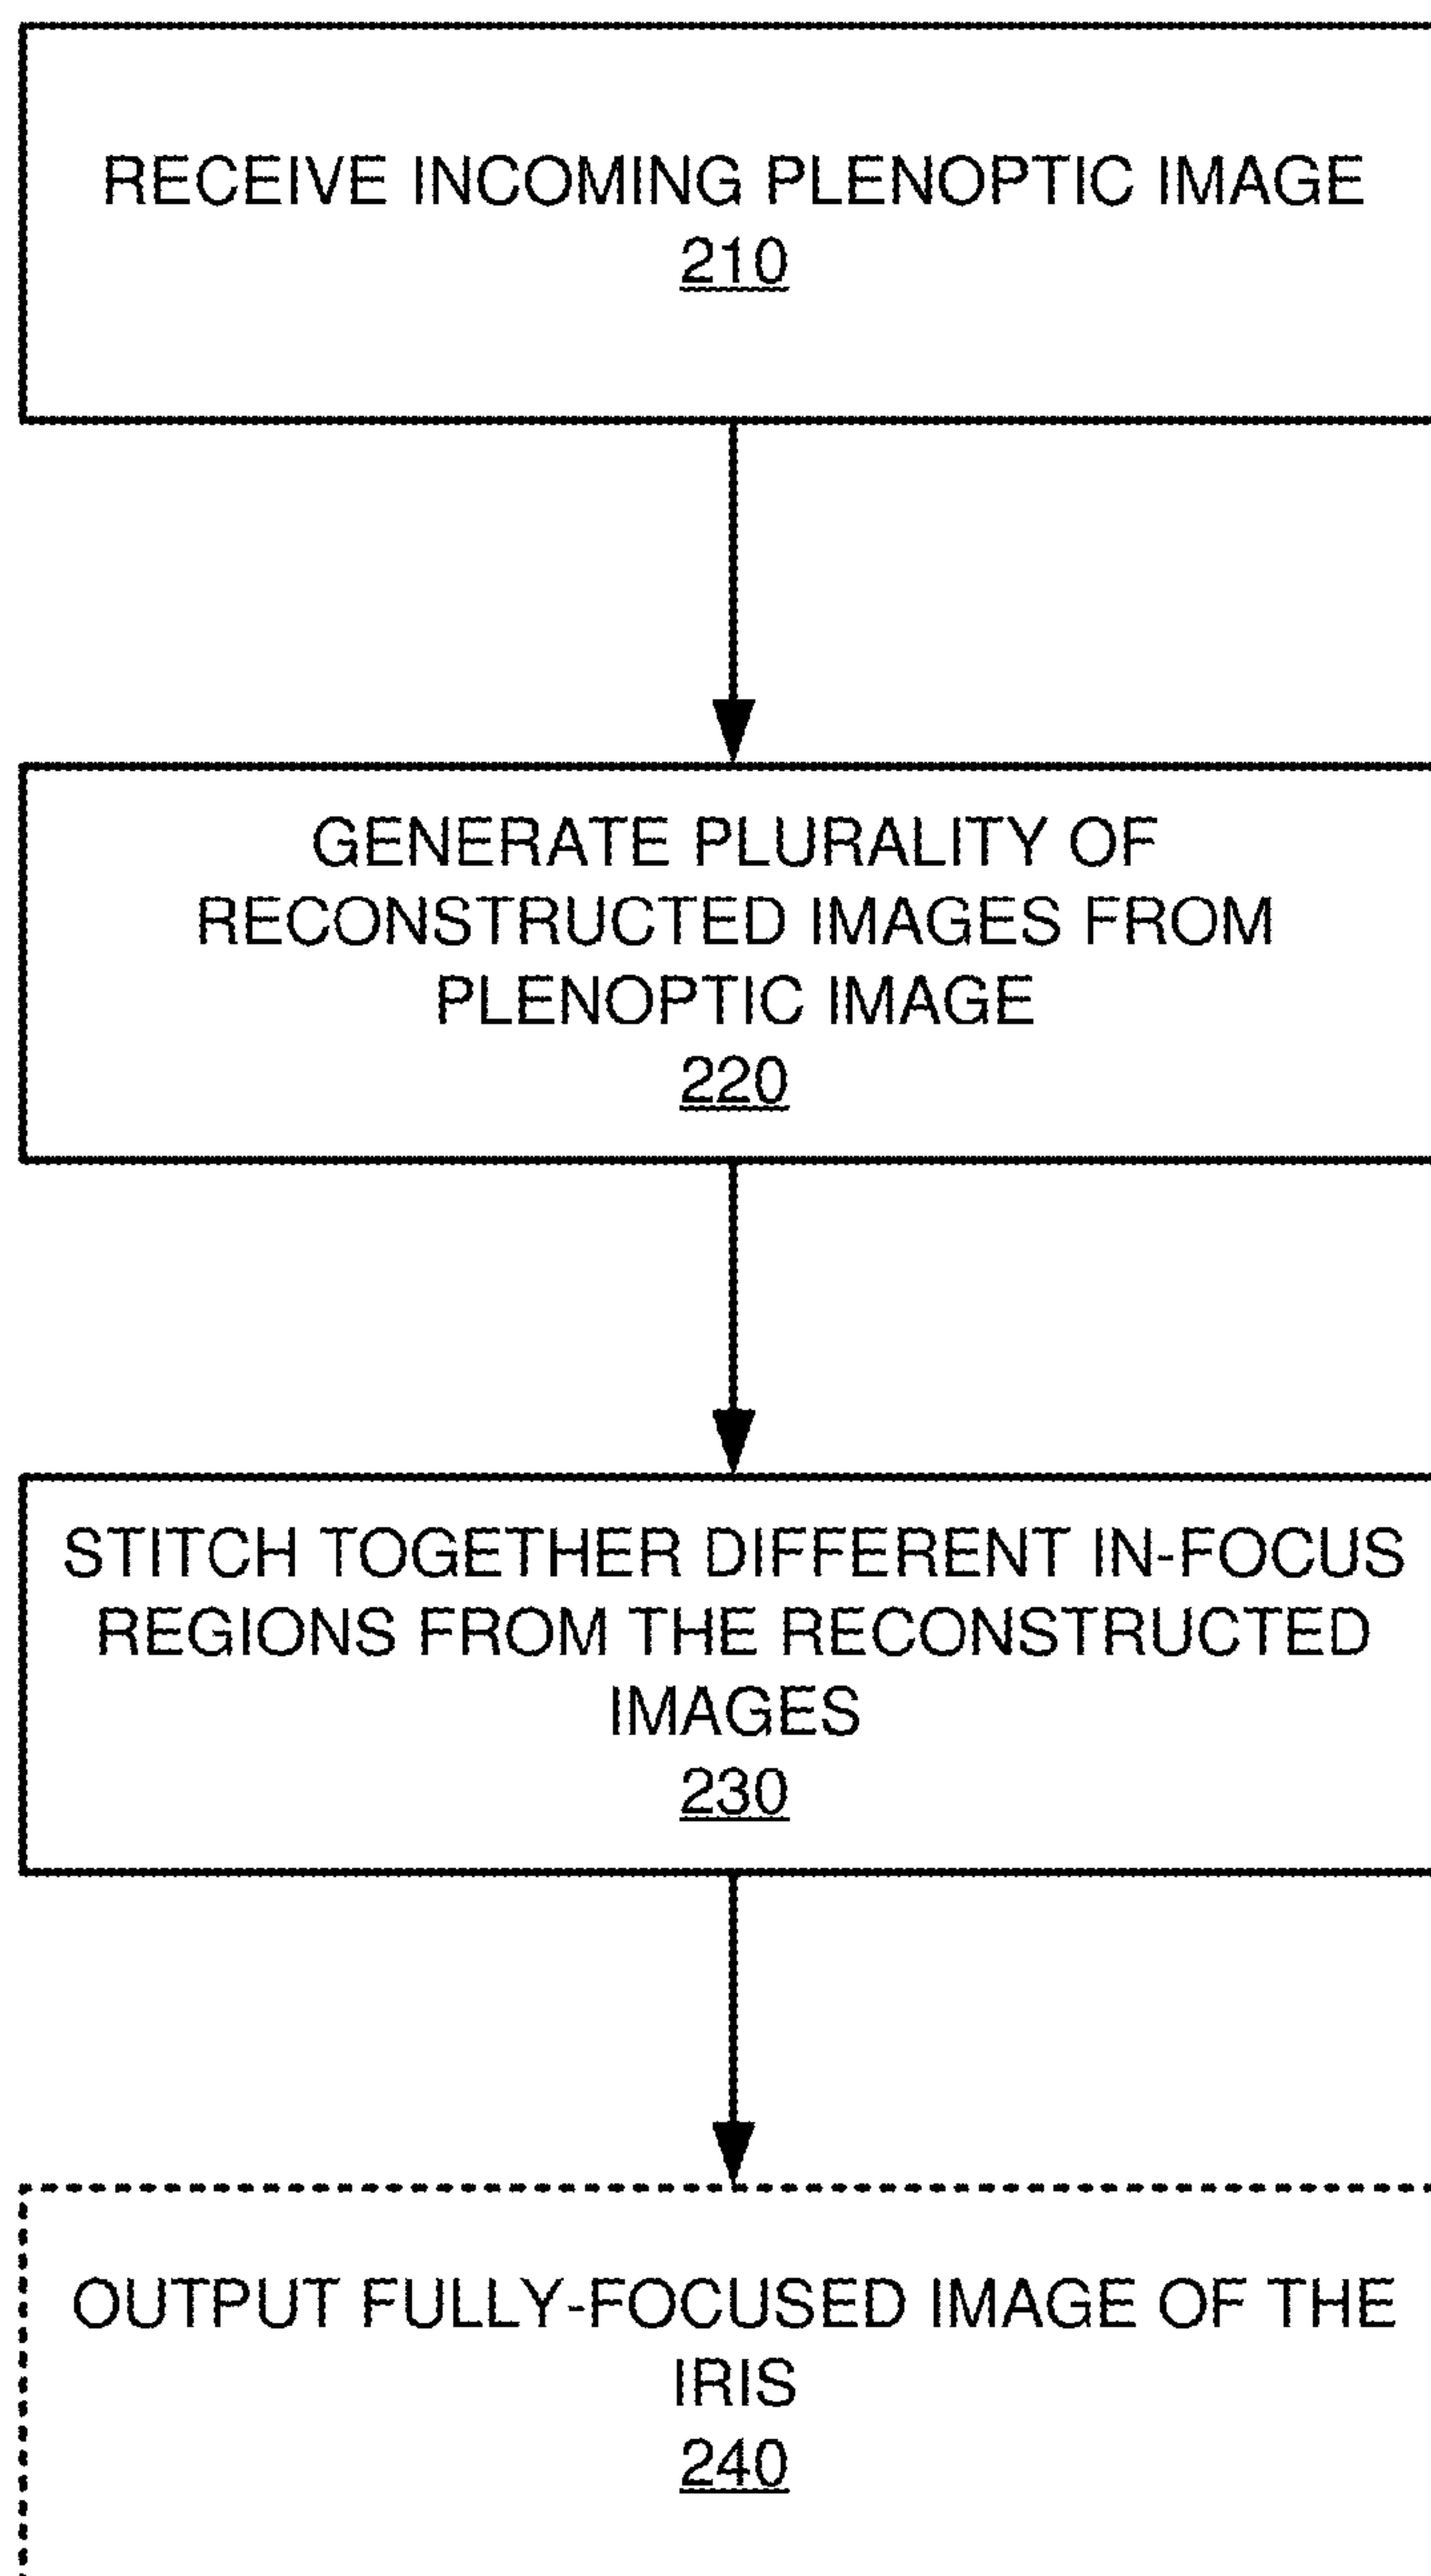 RECEIVE INCOMING PLENOPTIC IMAGE
210
GENERATE PLURALITY OF
RECONSTRUCTED IMAGES FROM
PLENOPTIC IMAGE
220
STITCH TOGETHER DIFFERENT IN-FOCUS
REGIONS FROM THE RECONSTRUCTED
IMAGES
230
OUTPUT FULLY-FOCUSED IMAGE OF THE
IRIS
240